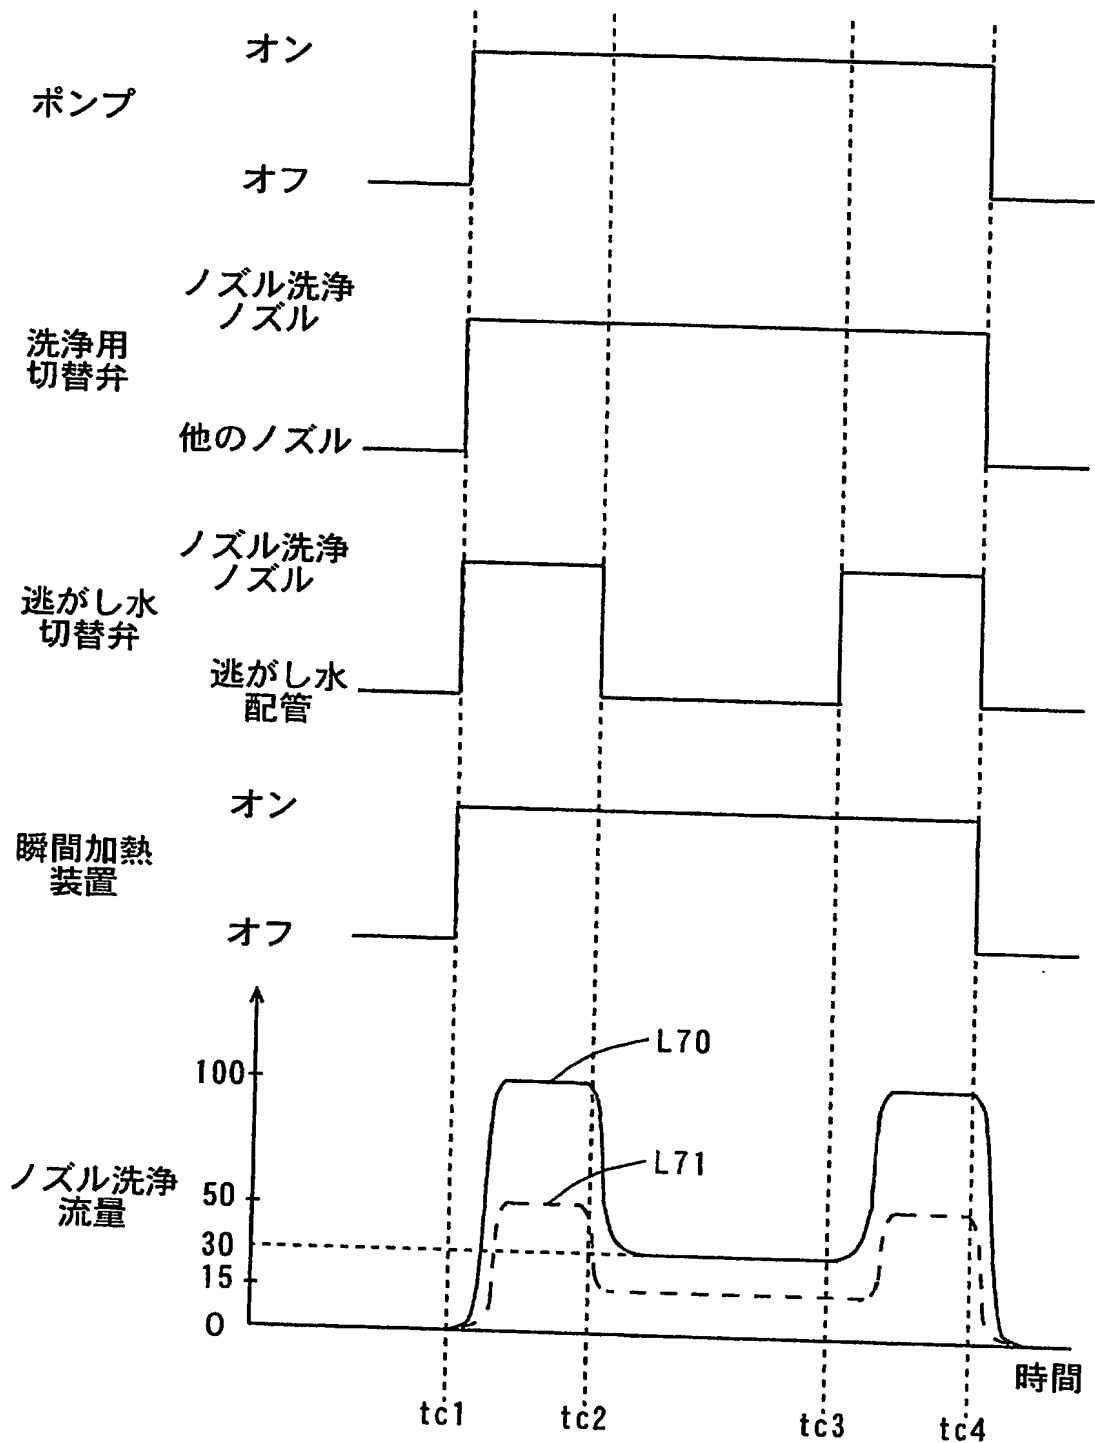 オン
ポンプ
オフ
ノズル洗浄
ノズル
洗浄用
切替弁
他のノズル
ノズル洗浄
ノズル
逃がし水
切替弁
逃がし水
配管
オン
瞬間加熱
装置
オフ
100
L70
L71
ノズル洗浄
流量
50
30
15
0
時間
tc1
tc2
tc3
tc4